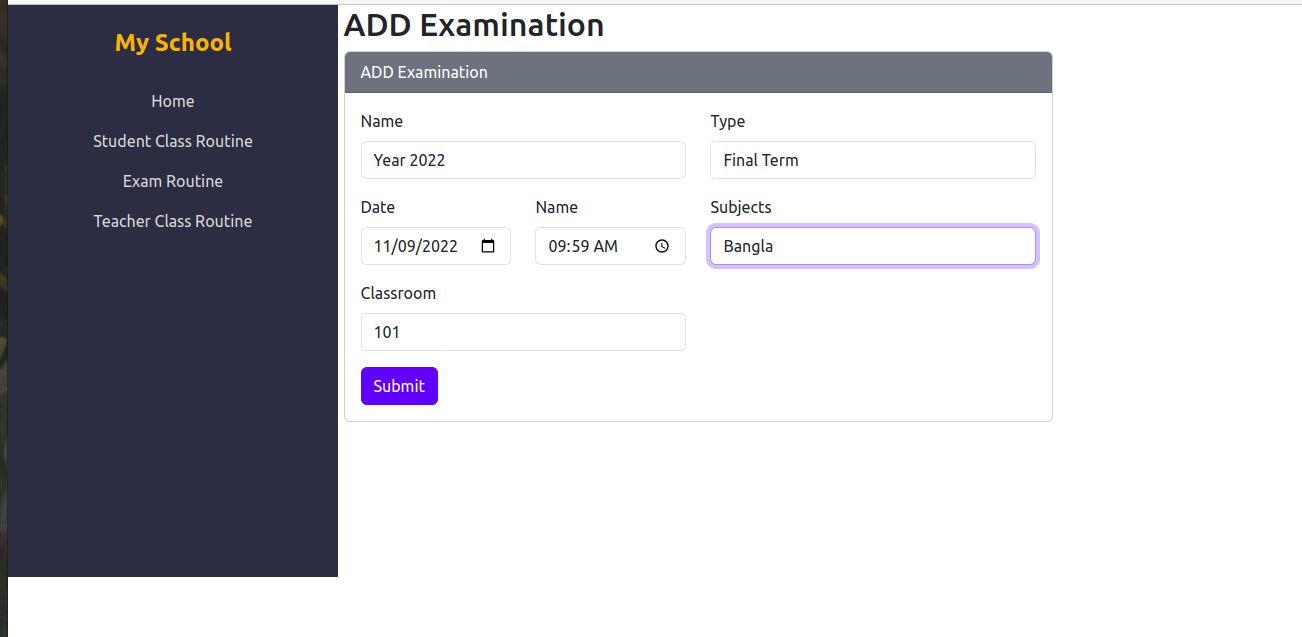 My School
Home
Student Class Routine
Exam Routine
Teacher Class Routine
ADD Examination
ADD Examination
Name
Type
Year 2022
Final Term
Date
Name
Subjects
11/09/2022
09:59 AM
Bangla
Classroom
101
Submit